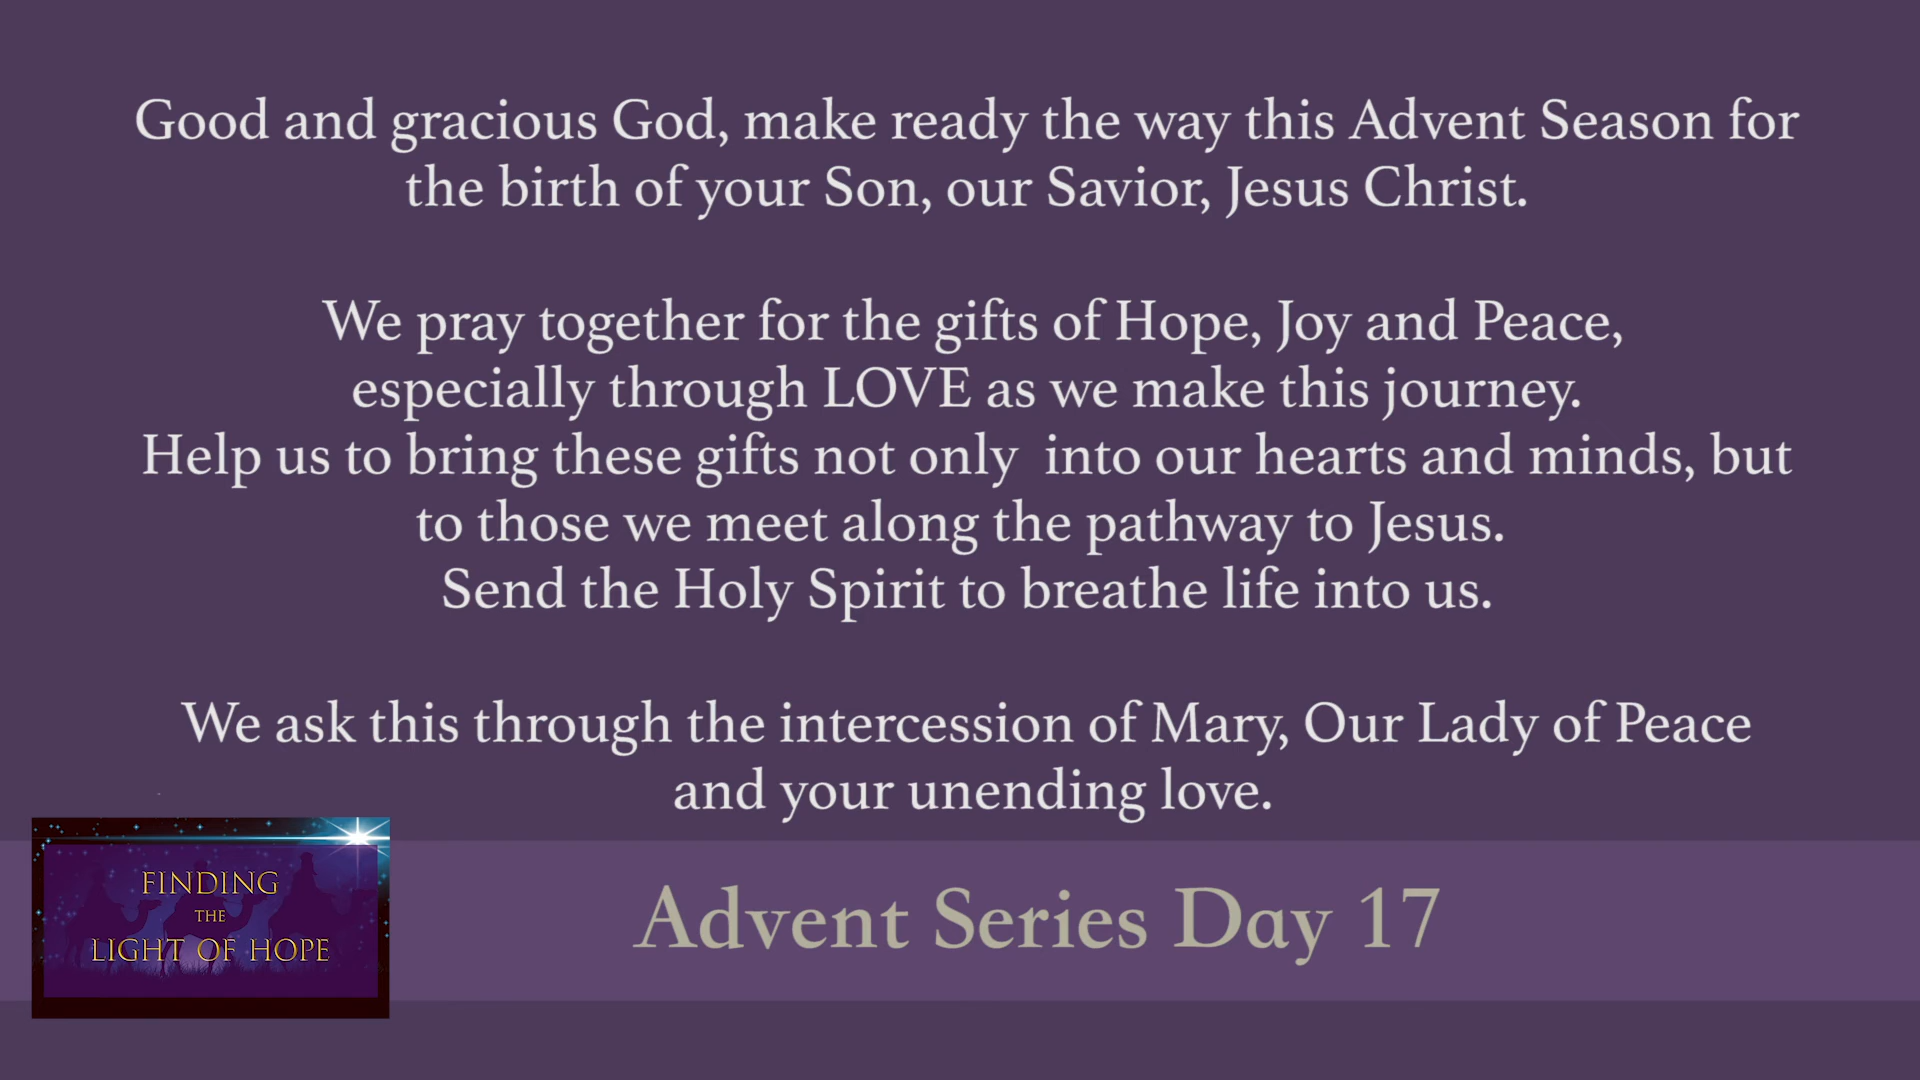 Good and gracious God, make ready the way this Advent Season for
the birth of your Son, our Savior, Jesus Christ.
We pray together for the gifts of Hope, Joy and Peace,
especially through LOVE as we make this journey.
Help us to bring these gifts not only  into our hearts and minds, but
to those we meet along the pathway to Jesus.
Send the Holy Spirit to breathe life into us.
We ask this through the intercession of Mary, Our Lady of Peace
and your unending love.
FINDING
THE
LIGHT OF HOPE
Advent Series Day 17